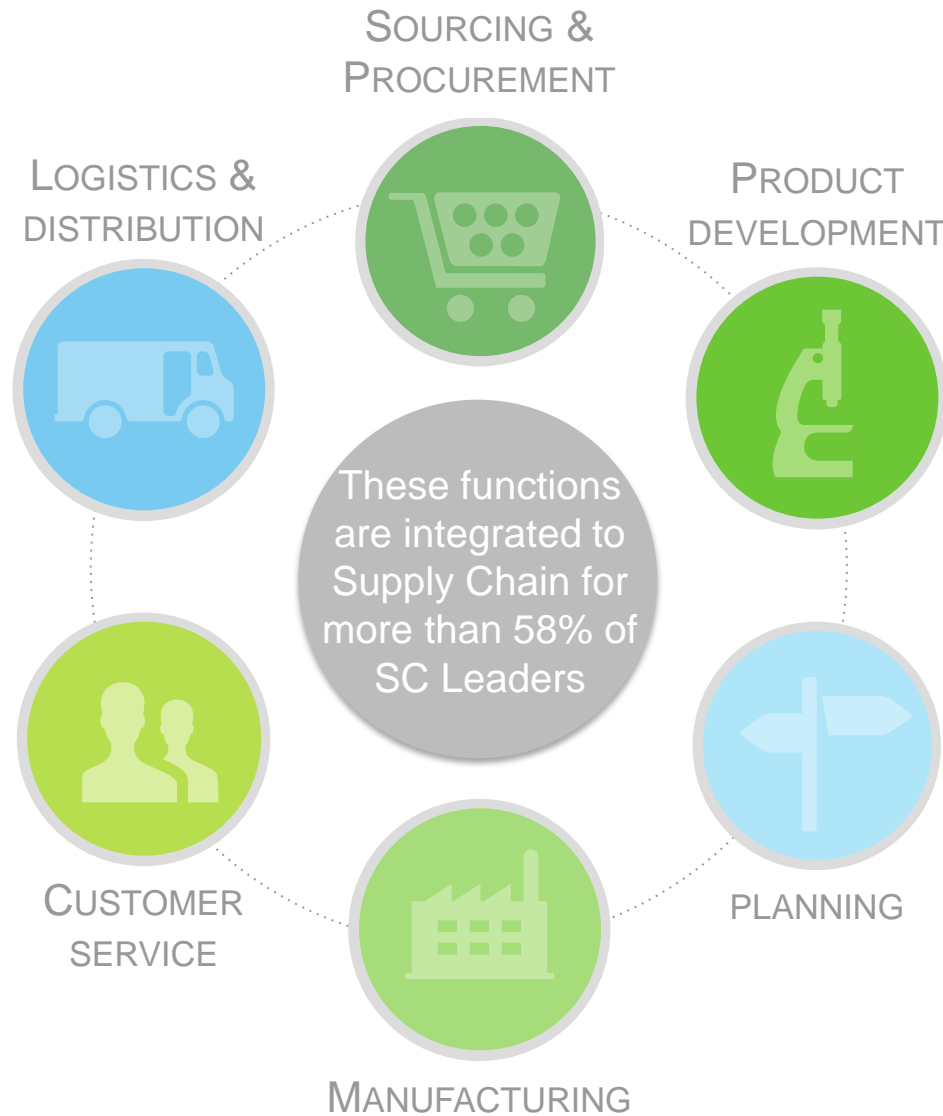 SOURCING &
PROCUREMENT
LOGISTICS &
DISTRIBUTION
PRODUCT
DEVELOPMENT
These functions
are integrated to
Supply Chain for
more than 58% of
SC Leaders
CUSTOMER
SERVICE
PLANNING
MANUFACTURING